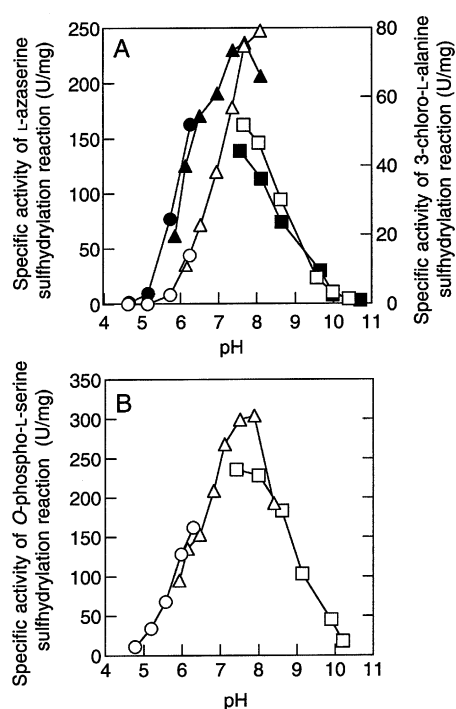 A
Specific activity of L-azaserine
sulfhydrylation reaction (U/mg)
250
200
150
100
50
0
80
60
40
20
0
Specific activity of 3-chloro-L-alanine
sulfhydrylation reaction (U/mg)
4 5 6 7 8 9 10 11
pH
B
Specific activity of O-phospho-L-serine
sulfhydrylation reaction (U/mg)
350
300
250
200
150
100
50
0
4 5 6 7 8 9 10 11
pH